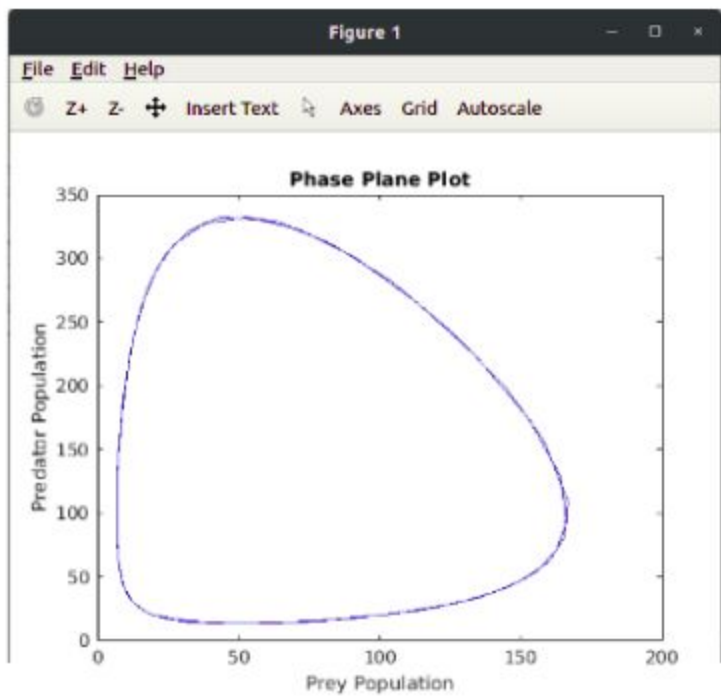 Figure 1
File Edit Help
Z+ Z- Insert Text Axes Grid Autoscale
Phase Plane Plot
350
300
250
200
150
100
50
0
Predator Population
0 50 100 150 200
Prey Population